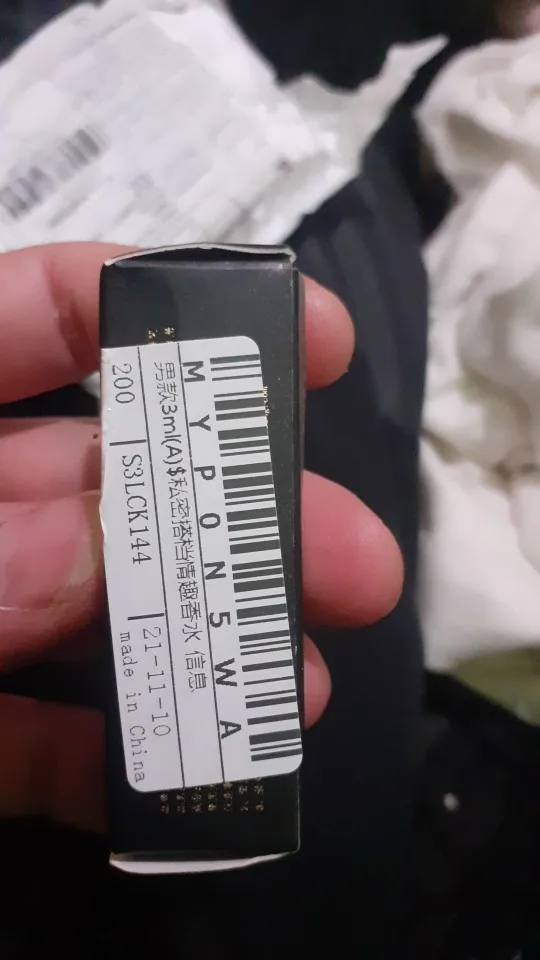 MYPON5WA
男款3ml(A)$私密搭档情趣香水 信息
200 | S3LCK144 | 21-11-10
made in China